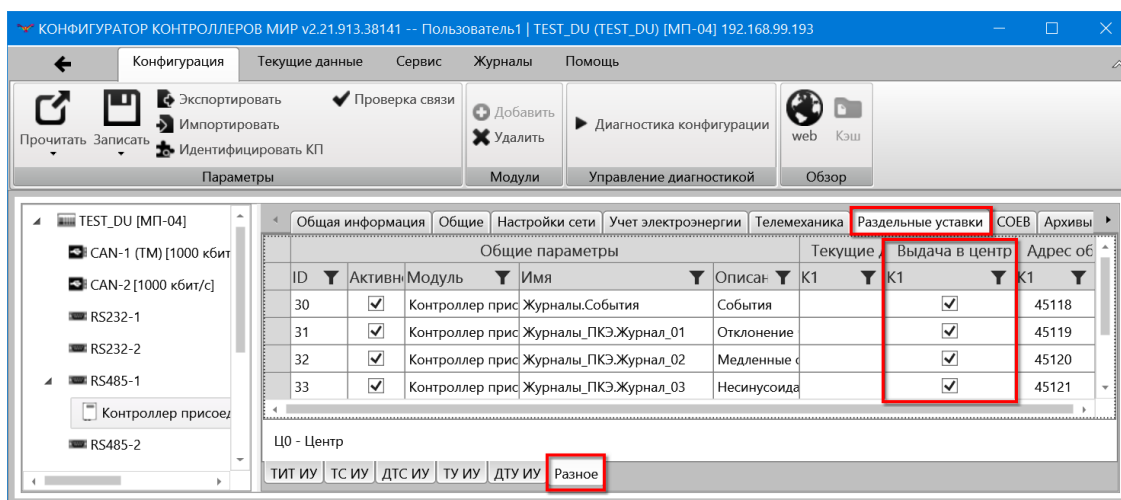 КОНФИГУРАТОР КОНТРОЛЛЕРОВ МИР v2.21.913.38141 -- Пользователь1 | TEST_DU (TEST_DU) [МП-04] 192.168.99.193
Конфигурация Текущие данные Сервис Журналы Помощь
Экспортировать Проверка связи
Импортировать
Идентифицировать КП
Прочитать Записать
Добавить
Удалить
Диагностика конфигурации
web Кэш
Параметры Модули Управление диагностикой Обзор
TEST_DU [МП-04]
CAN-1 (ТМ) [1000 кбит
CAN-2 [1000 кбит/с]
RS232-1
RS232-2
RS485-1
Контроллер присоед
RS485-2
Общая информация Общие Настройки сети Учет электроэнергии Телемеханика Раздельные уставки СОЕВ Архивы
Общие параметры Текущие д Выдача в центр Адрес об
ID Активн Модуль Имя Описан К1 К1 К1
30 Контроллер прис Журналы.События События 45118
31 Контроллер прис Журналы_ПКЭ.Журнал_01 Отклонение 45119
32 Контроллер прис Журналы_ПКЭ.Журнал_02 Медленные 45120
33 Контроллер прис Журналы_ПКЭ.Журнал_03 Несинусоида 45121
Ц0 - Центр
ТИТ ИУ ТС ИУ ДТС ИУ ТУ ИУ ДТУ ИУ Разное